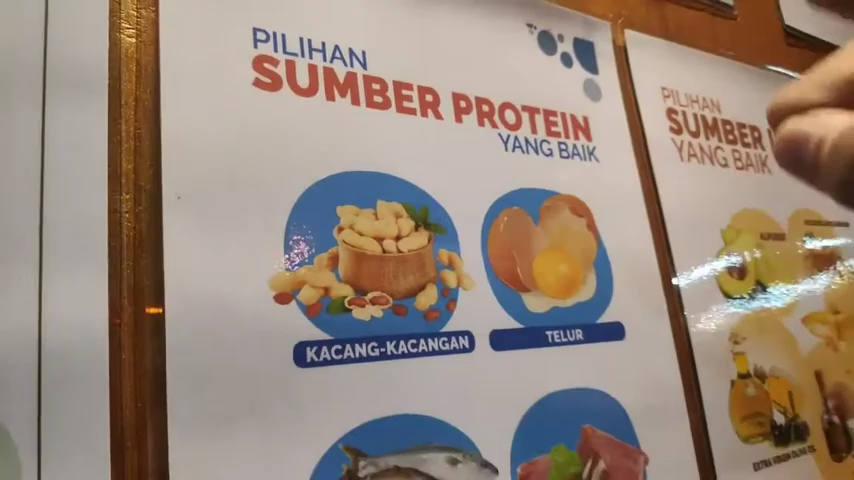 PILIHAN
SUMBER PROTEIN
YANG BAIK
KACANG-KACANGAN
TELUR
PILIHAN
SUMBER
YANG BAIK
EXTRA VIRGIN OLIVE OIL